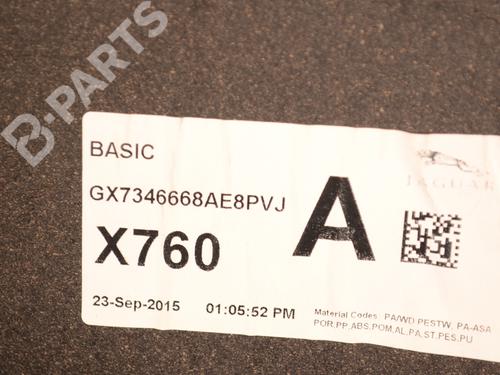 B-PARTS
BASIC
JAGUAR
GX7346668AE8PVJ
A
X760
23-Sep-2015 01:05:52 PM
Material Codes: PA/WD PESTW, PA-ASA
POR,PP,ABS,POM,AL,PA,ST,PES,PU